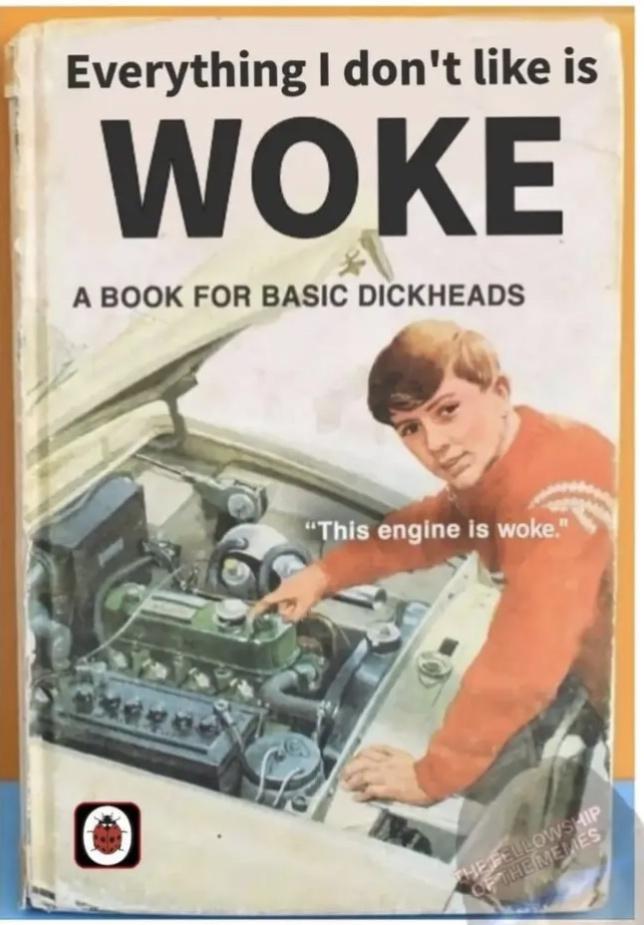 Everything I don't like is
WOKE
A BOOK FOR BASIC DICKHEADS
“This engine is woke.”
THE FELLOWSHIP
OF THE MEMES